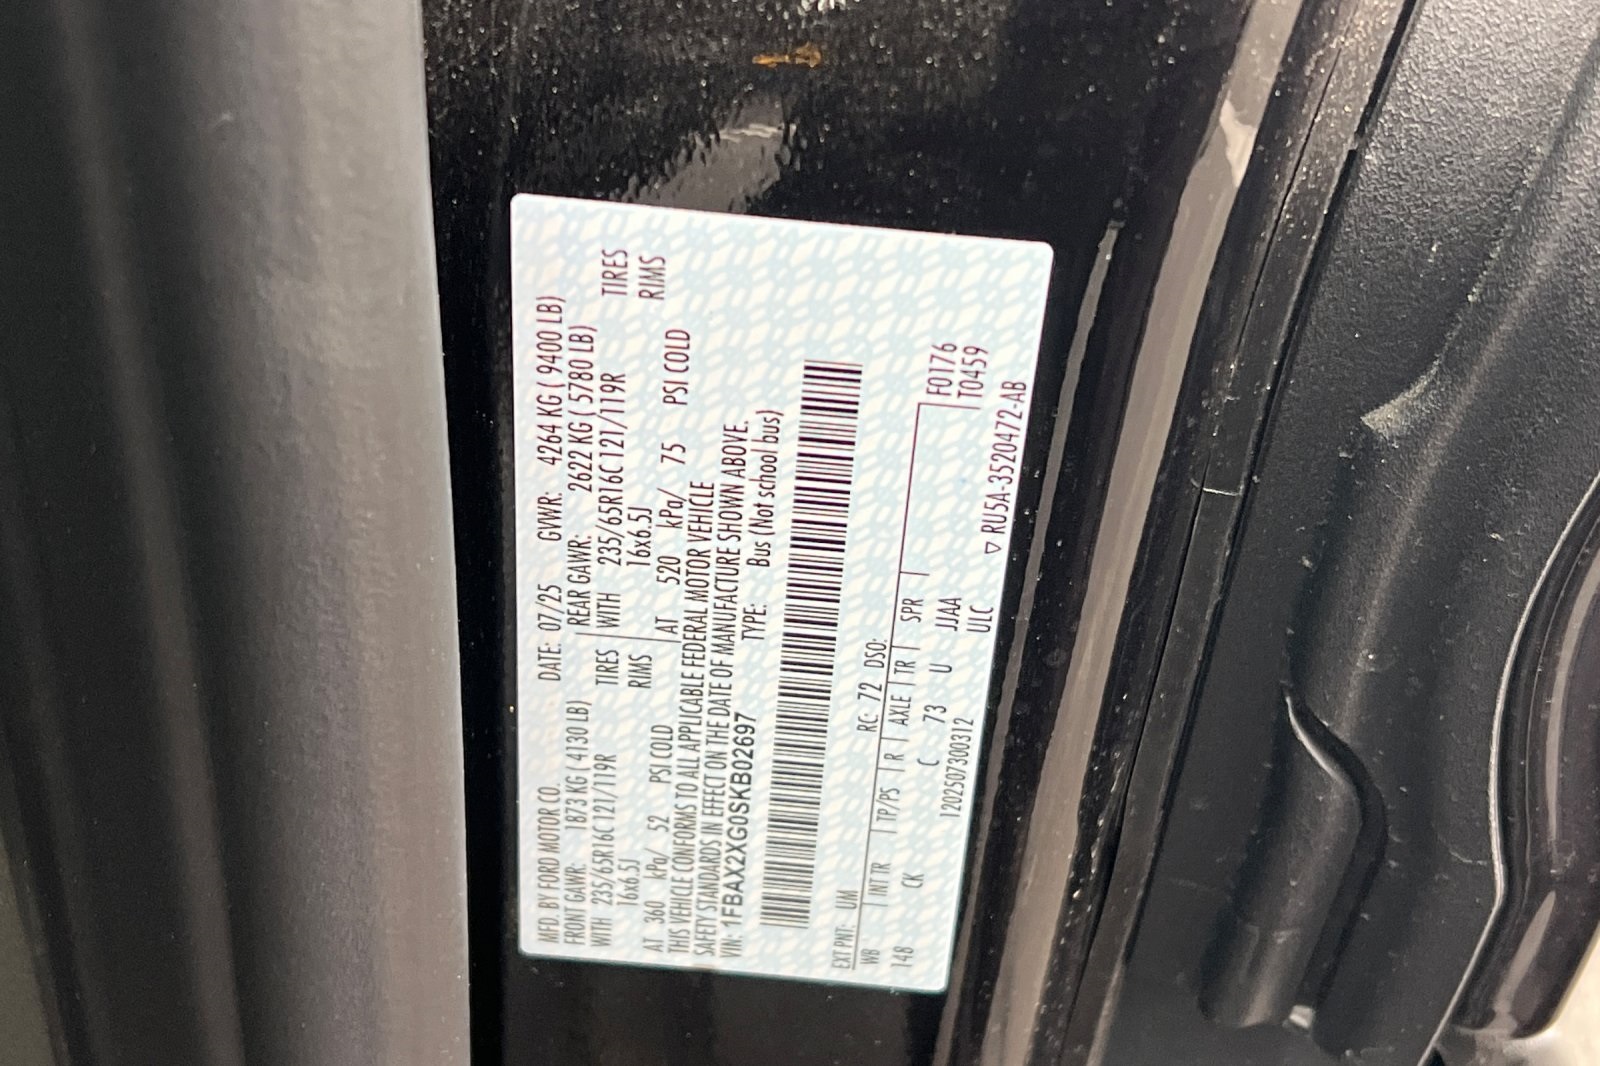 MFD. BY FORD MOTOR CO. DATE: 07/25 GVWR: 4264 KG ( 9400 LB)
FRONT GAWR: 1873 KG ( 4130 LB) REAR GAWR: 2622 KG ( 5780 LB)
WITH 235/65R16C 121/119R TIRES WITH 235/65R16C 121/119R TIRES
16x6.5J RIMS 16x6.5J RIMS
AT 360 kPa/ 52 PSI COLD AT 520 kPa/ 75 PSI COLD
THIS VEHICLE CONFORMS TO ALL APPLICABLE FEDERAL MOTOR VEHICLE
SAFETY STANDARDS IN EFFECT ON THE DATE OF MANUFACTURE SHOWN ABOVE.
VIN: 1FBAX2XG0SKB02697 TYPE: Bus (Not school bus)
EXT PNT: UM RC: 72 DSO:
WB INT TR TP/PS R AXLE TR SPR F0176
148 CK C 73 U JJAA T0459
1202507300312 ULC
▽ RU5A-3520472-AB